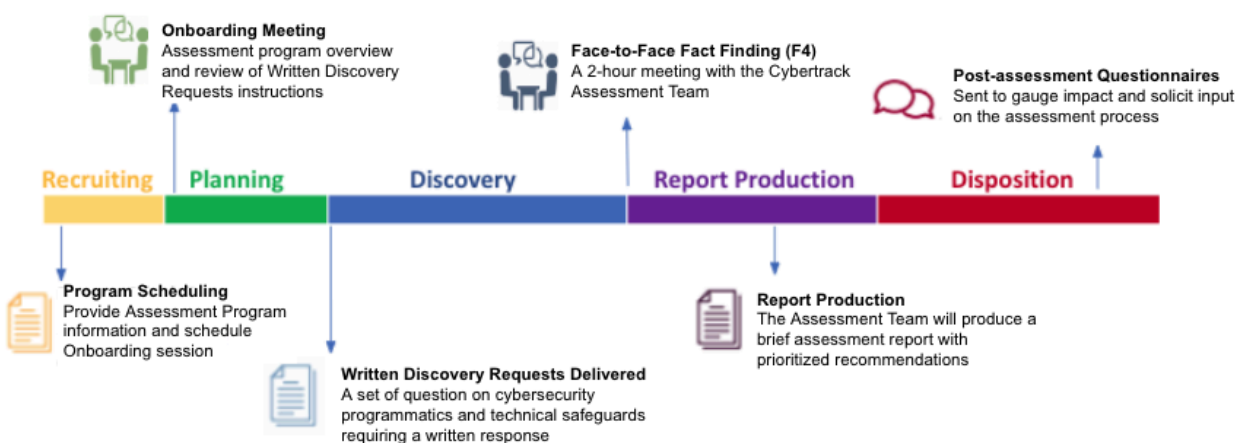 Onboarding Meeting
Assessment program overview
and review of Written Discovery
Requests instructions
Face-to-Face Fact Finding (F4)
A 2-hour meeting with the Cybertrack
Assessment Team
Post-assessment Questionnaires
Sent to gauge impact and solicit input
on the assessment process
Recruiting
Planning
Discovery
Report Production
Disposition
Program Scheduling
Provide Assessment Program
information and schedule
Onboarding session
Written Discovery Requests Delivered
A set of question on cybersecurity
programmatics and technical safeguards
requiring a written response
Report Production
The Assessment Team will produce a
brief assessment report with
prioritized recommendations